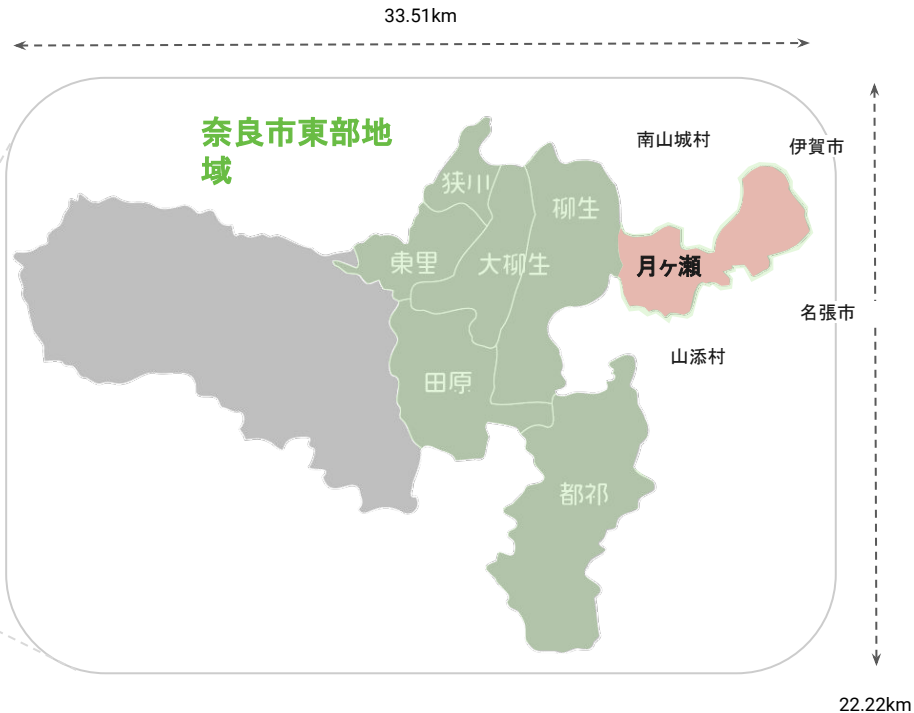 33.51km
奈良市東部地
域
南山城村
伊賀市
狭川
柳生
東里
大柳生
月ヶ瀬
名張市
山添村
田原
都祁
22.22km